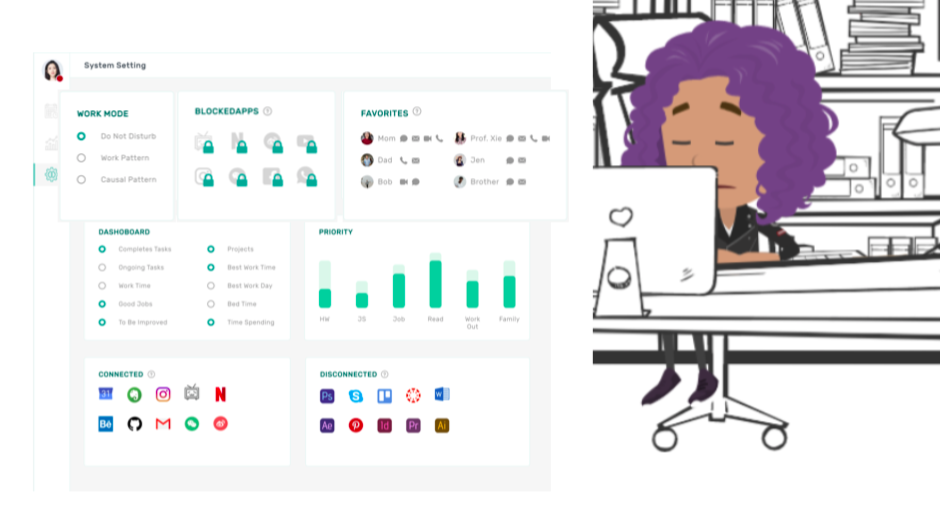 System Setting
WORK MODE
Do Not Disturb
Work Pattern
Causal Pattern
BLOCKEDAPPS ?
FAVORITES ?
Mom
Prof. Xie
Dad
Jen
Bob
Brother
DASHOBOARD
Completes Tasks
Projects
Ongoing Tasks
Best Work Time
Work Time
Best Work Day
Good Jobs
Bad Time
To Be Improved
Time Spending
PRIORITY
HW
JS
Job
Read
Work
Out
Family
CONNECTED ?
31
N
Bē
M
DISCONNECTED ?
Ps
S
W
Ae
Id
Pr
Ai